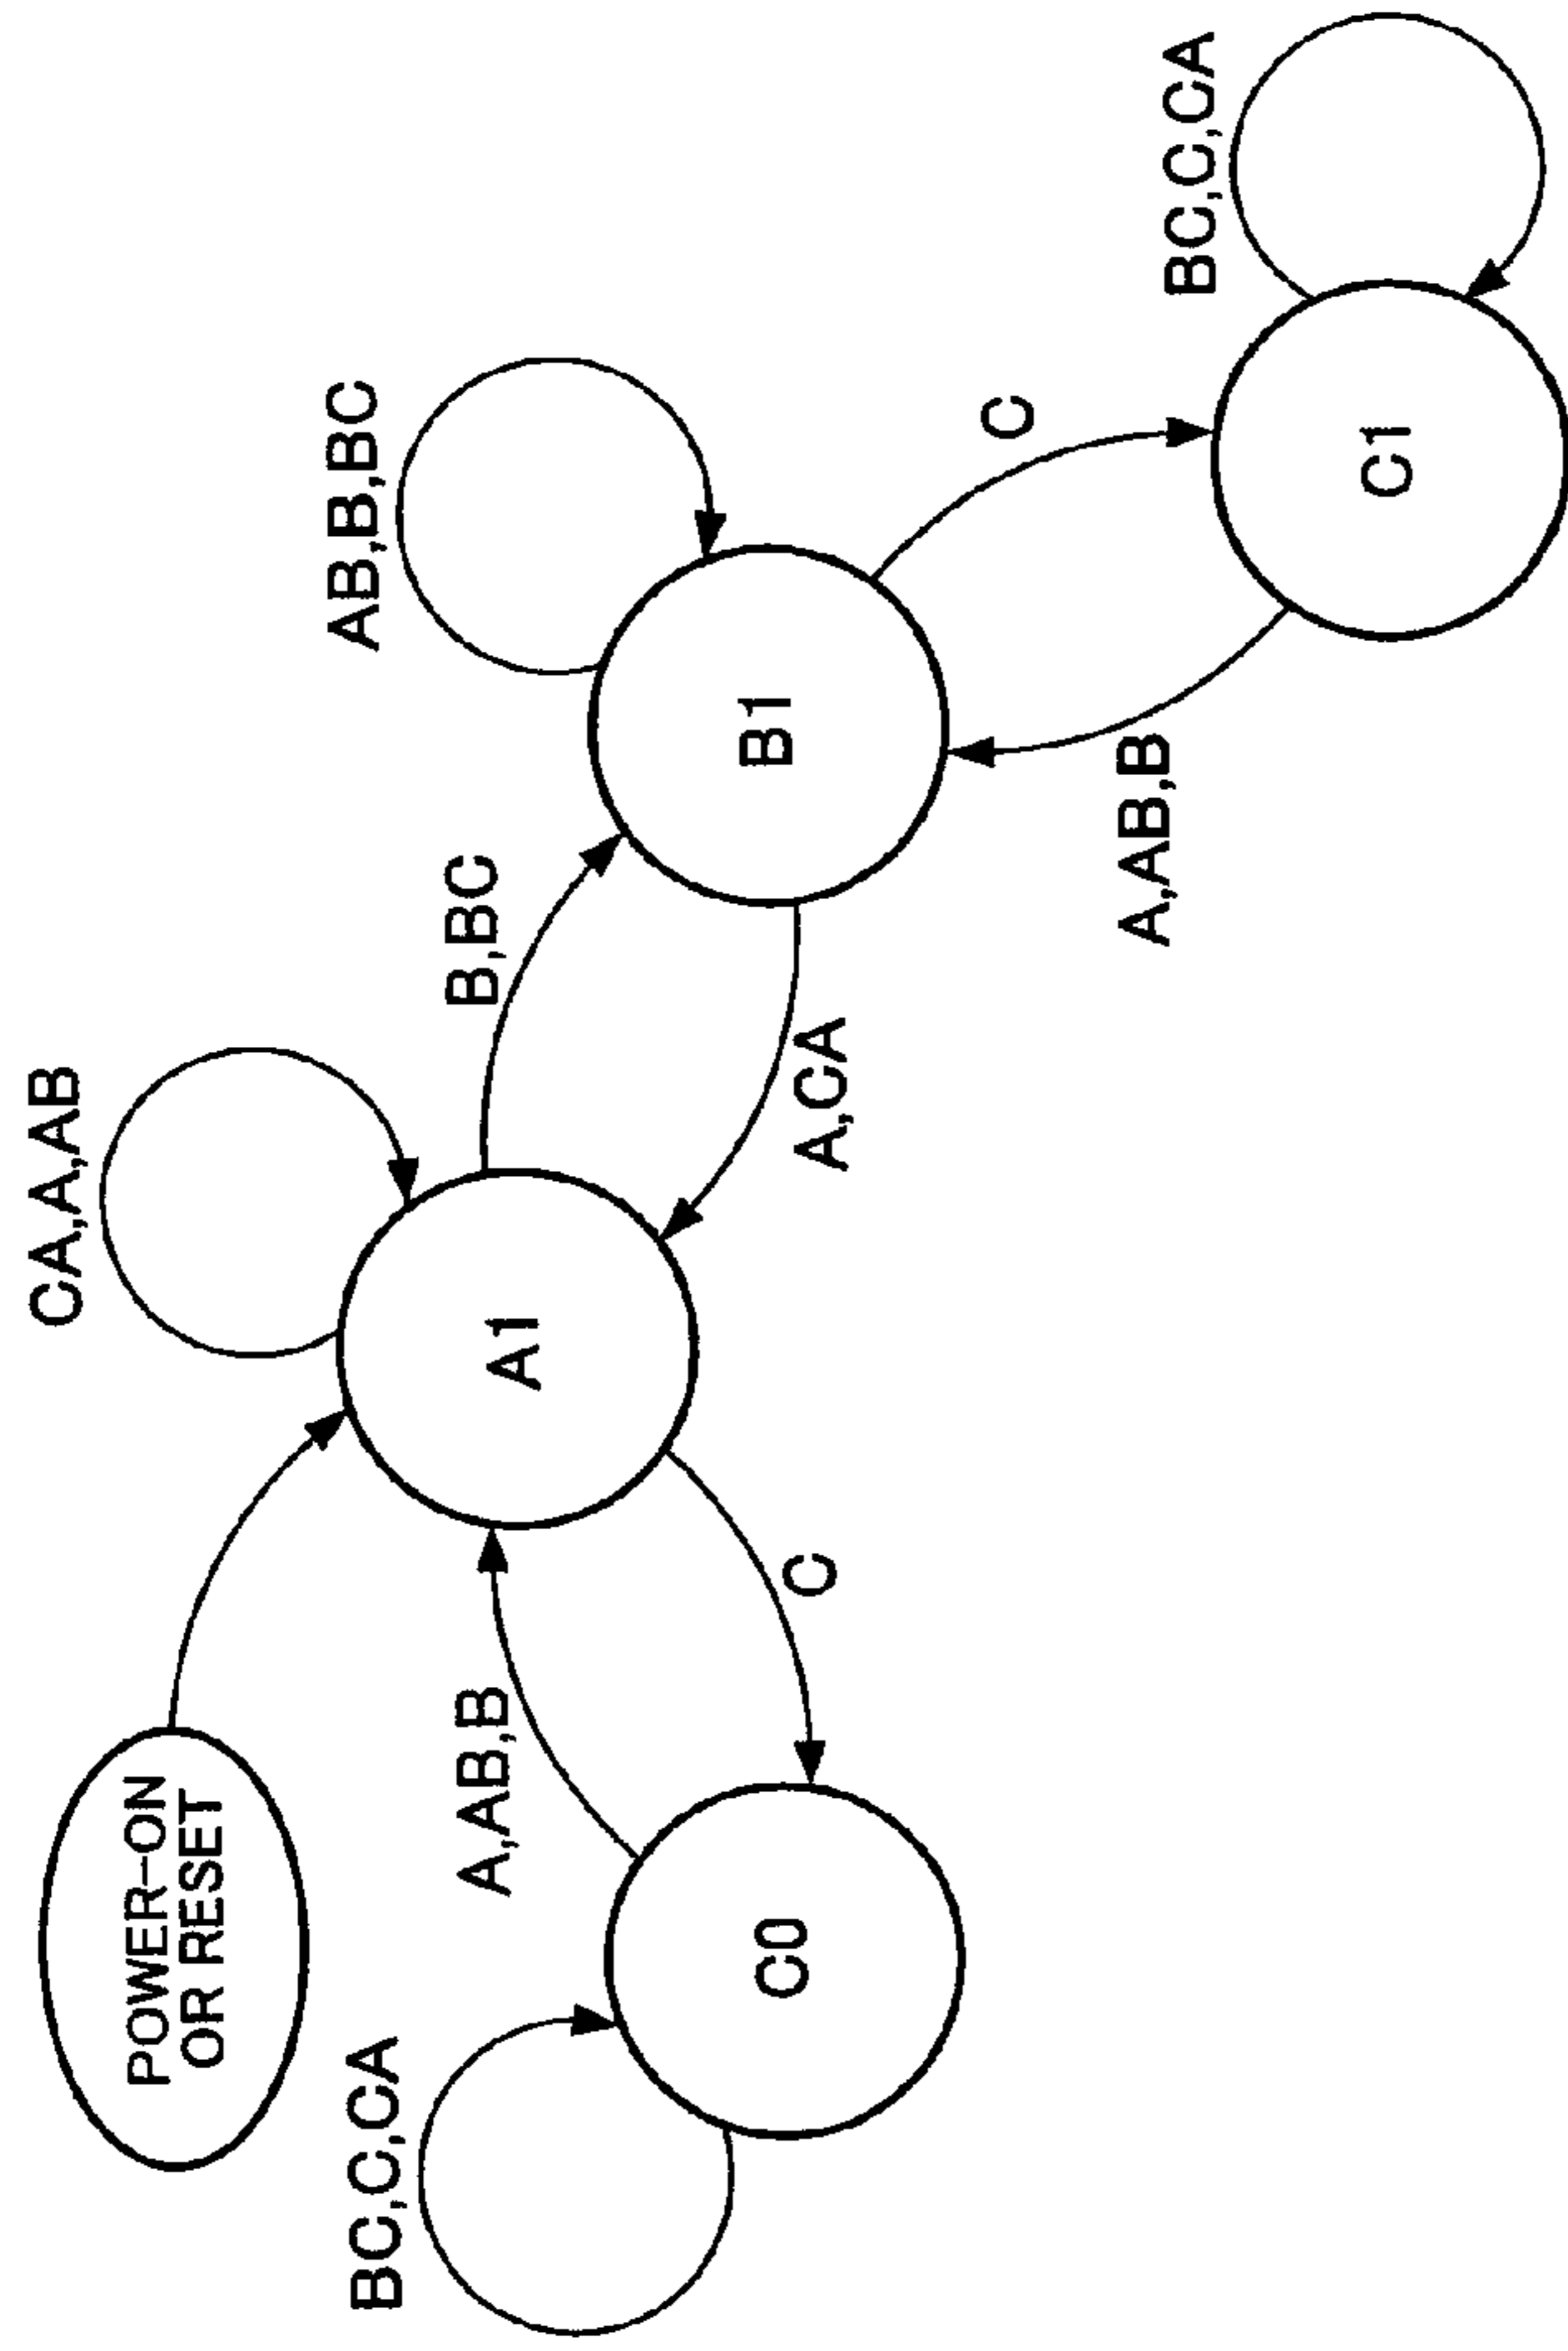 POWER-ON
OR RESET
CA,A,AB
AB,B,BC
BC,C,CA
A,AB,B
B,BC
A1
B1
C0
C
A,CA
C
A,AB,B
C1
BC,C,CA